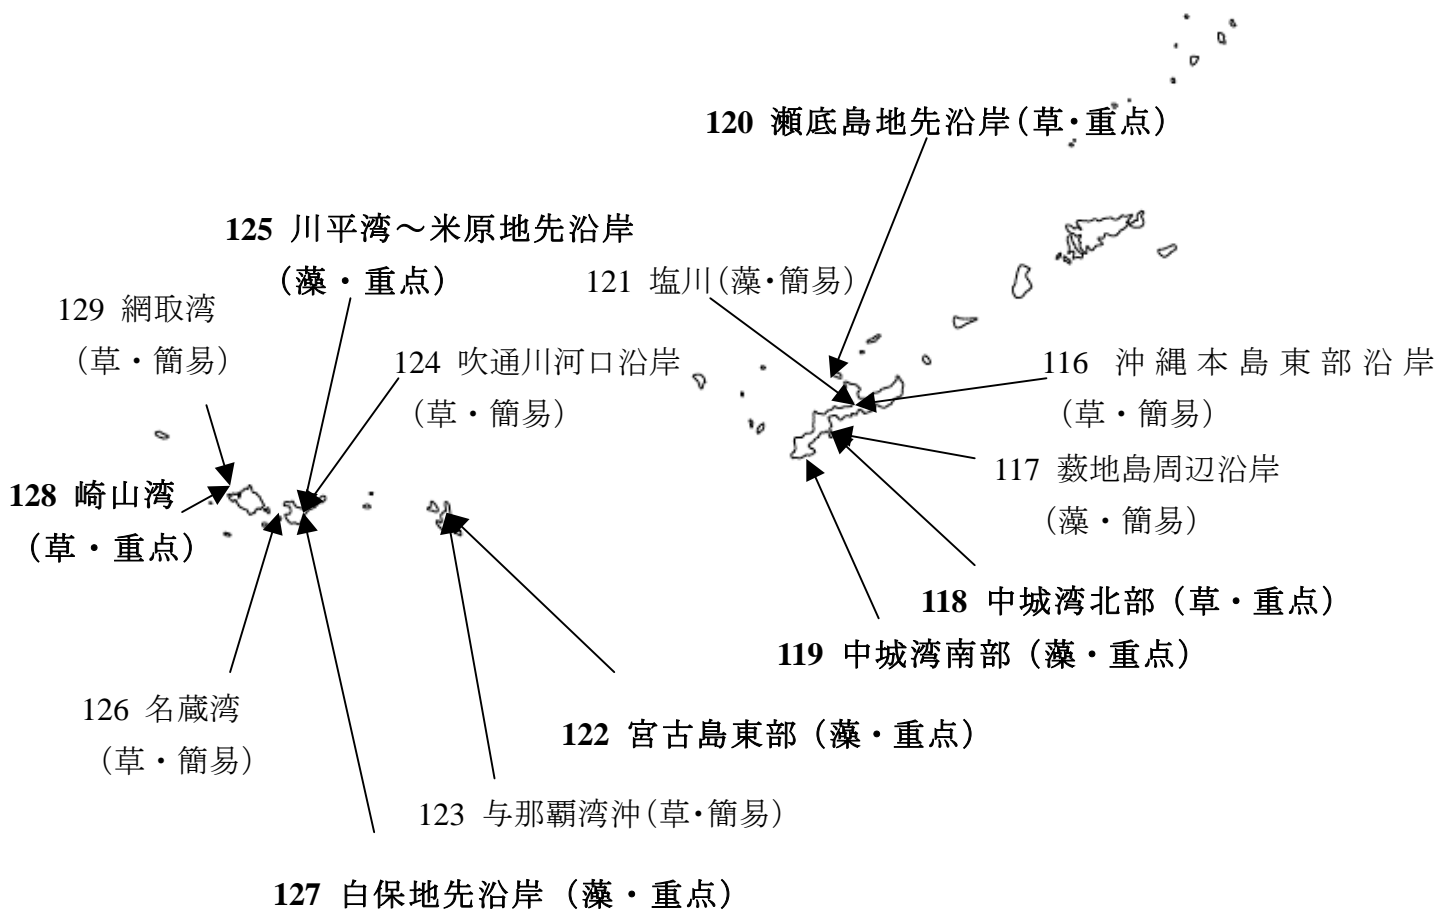 120 瀬底島地先沿岸(草･重点)
125 川平湾～米原地先沿岸
(藻・重点)
121 塩川(藻･簡易)
129 網取湾
(草・簡易)
124 吹通川河口沿岸
(草・簡易)
116 沖縄本島東部沿岸
(草・簡易)
117 薮地島周辺沿岸
(藻・簡易)
128 崎山湾
(草・重点)
118 中城湾北部(草・重点)
119 中城湾南部(藻・重点)
126 名蔵湾
(草・簡易)
122 宮古島東部(藻・重点)
123 与那覇湾沖(草･簡易)
127 白保地先沿岸(藻・重点)